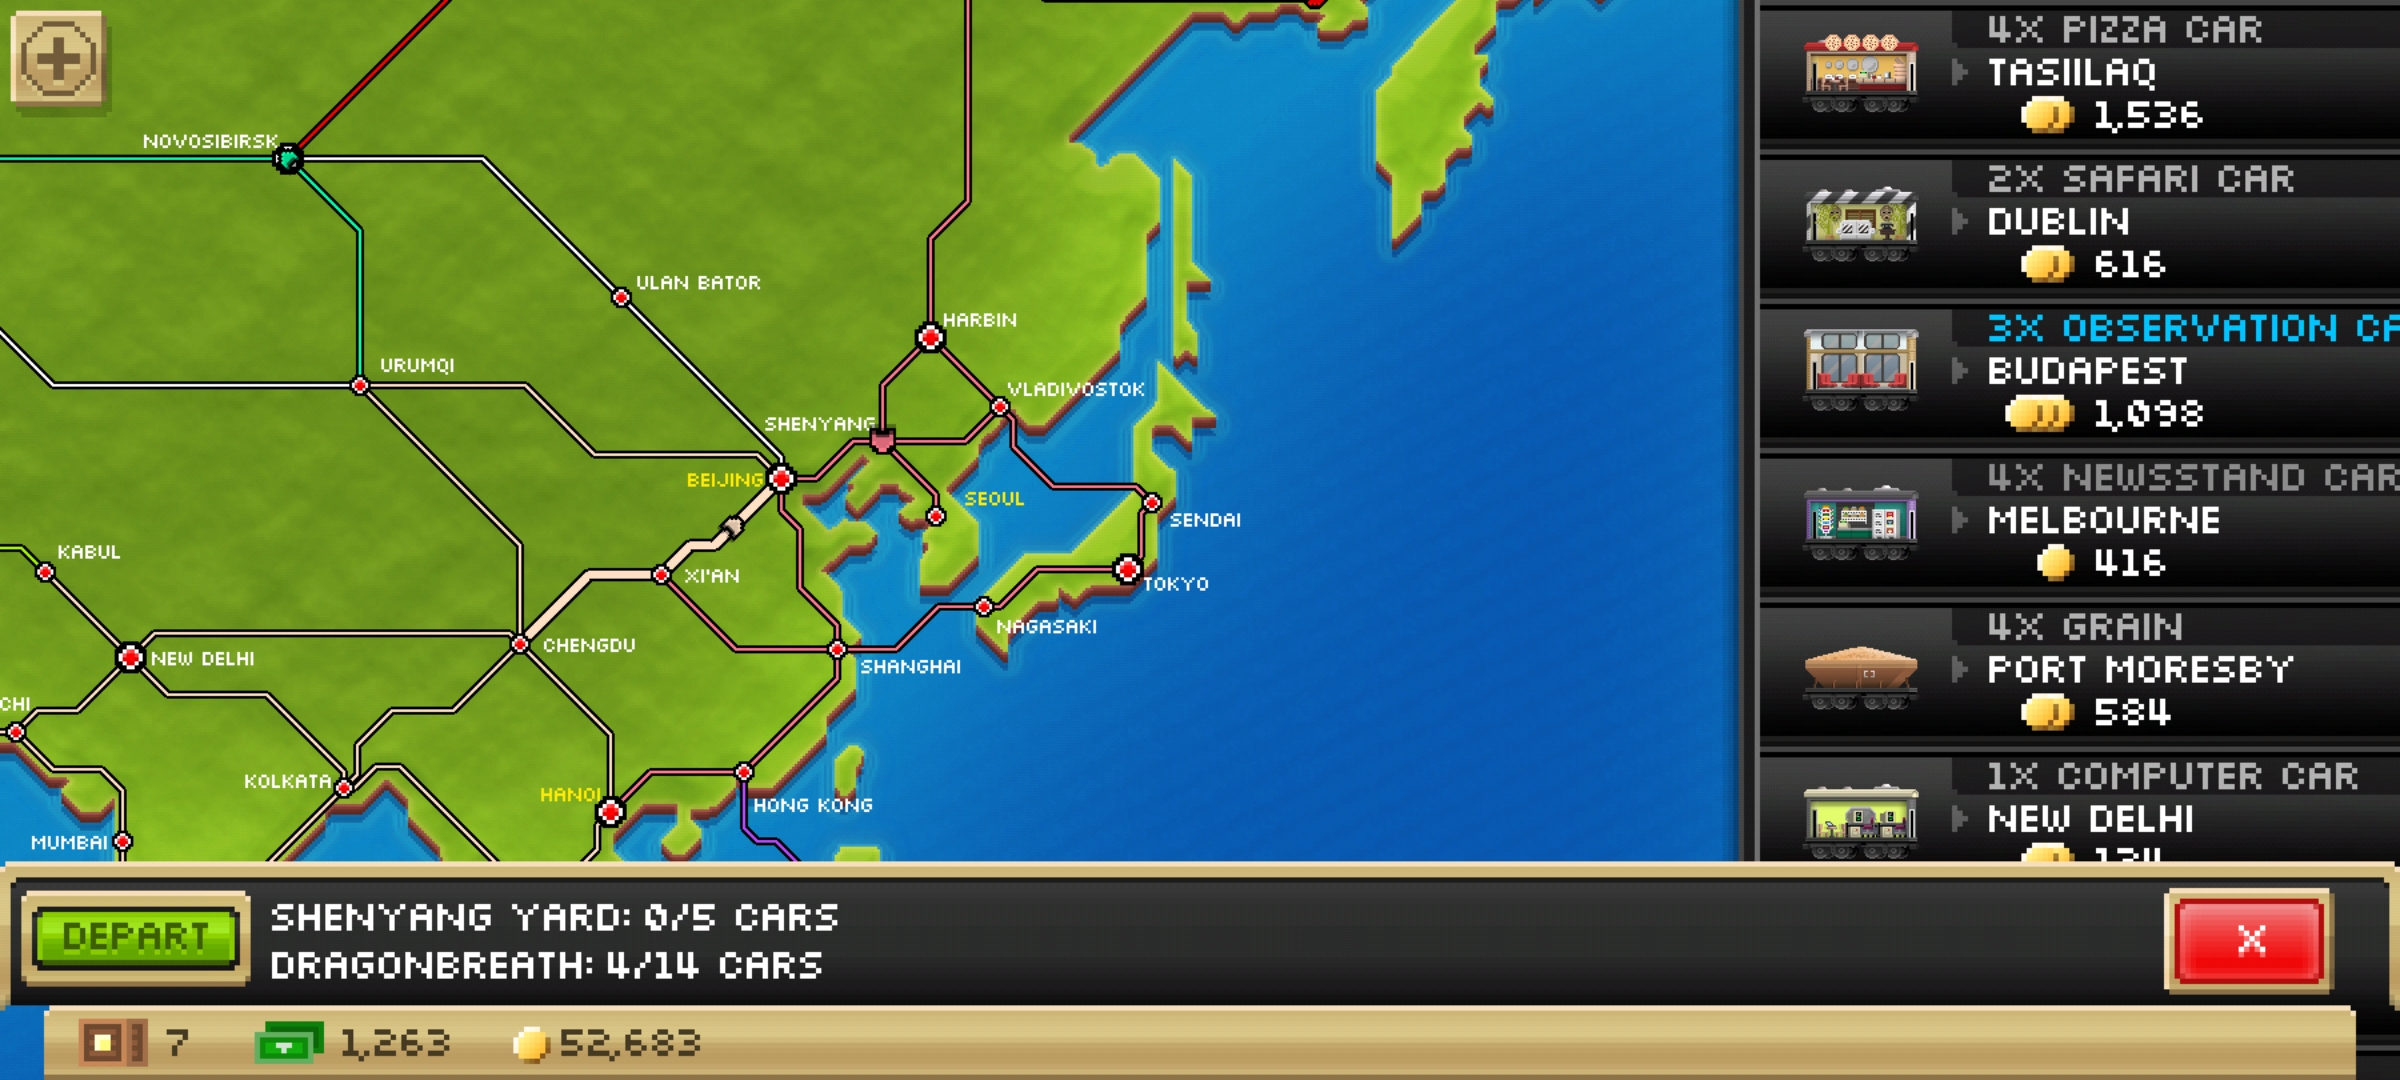 NOVOSIBIRSK
ULAN BATOR
HARBIN
URUMQI
VLADIVOSTOK
SHENYANG
BEIJING
SEOUL
SENDAI
KABUL
XI'AN
TOKYO
NAGASAKI
CHENGDU
NEW DELHI
SHANGHAI
CHI
KOLKATA
HANOI
HONG KONG
MUMBAI
4X PIZZA CAR
TASIILAQ
1,536
2X SAFARI CAR
DUBLIN
616
3X OBSERVATION CA
BUDAPEST
1,098
4X NEWSSTAND CAR
MELBOURNE
416
4X GRAIN
PORT MORESBY
584
1X COMPUTER CAR
NEW DELHI
DEPART
SHENYANG YARD: 0/5 CARS
DRAGONBREATH: 4/14 CARS
X
7
1,263
52,683